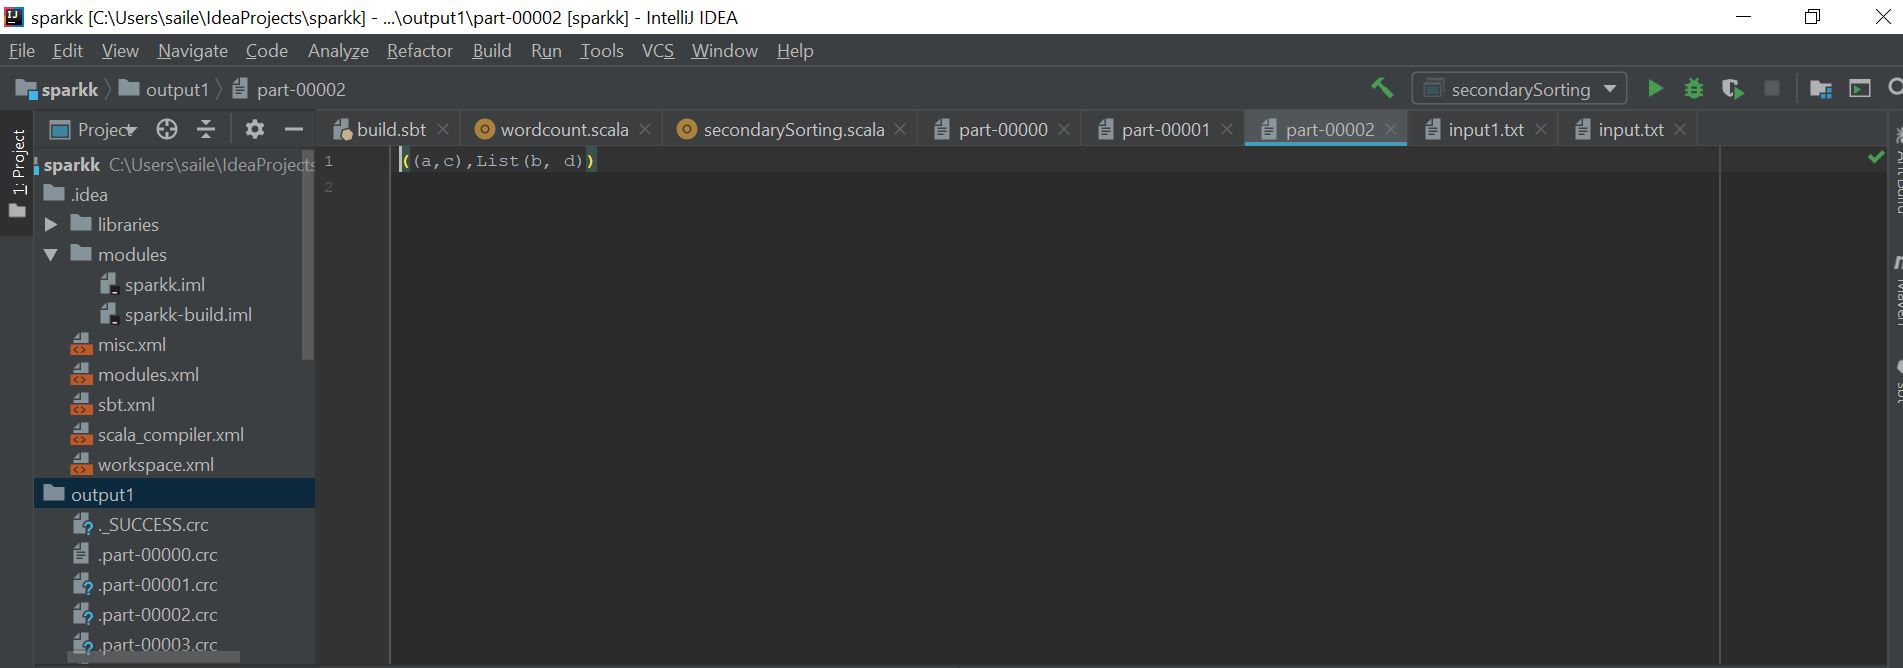 sparkk [C:\Users\saile\IdeaProjects\sparkk] - ...\output1\part-00002 [sparkk] - IntelliJ IDEA
File Edit View Navigate Code Analyze Refactor Build Run Tools VCS Window Help
sparkk output1 part-00002 secondarySorting
1: Project
Project
build.sbt wordcount.scala secondarySorting.scala part-00000 part-00001 part-00002 input1.txt input.txt
sparkk C:\Users\saile\IdeaProjects
1 ((a,c),List(b, d))
2
.idea
libraries
modules
sparkk.iml
sparkk-build.iml
misc.xml
modules.xml
sbt.xml
scala_compiler.xml
workspace.xml
output1
._SUCCESS.crc
.part-00000.crc
.part-00001.crc
.part-00002.crc
.part-00003.crc
Ant Build
Maven
sbt